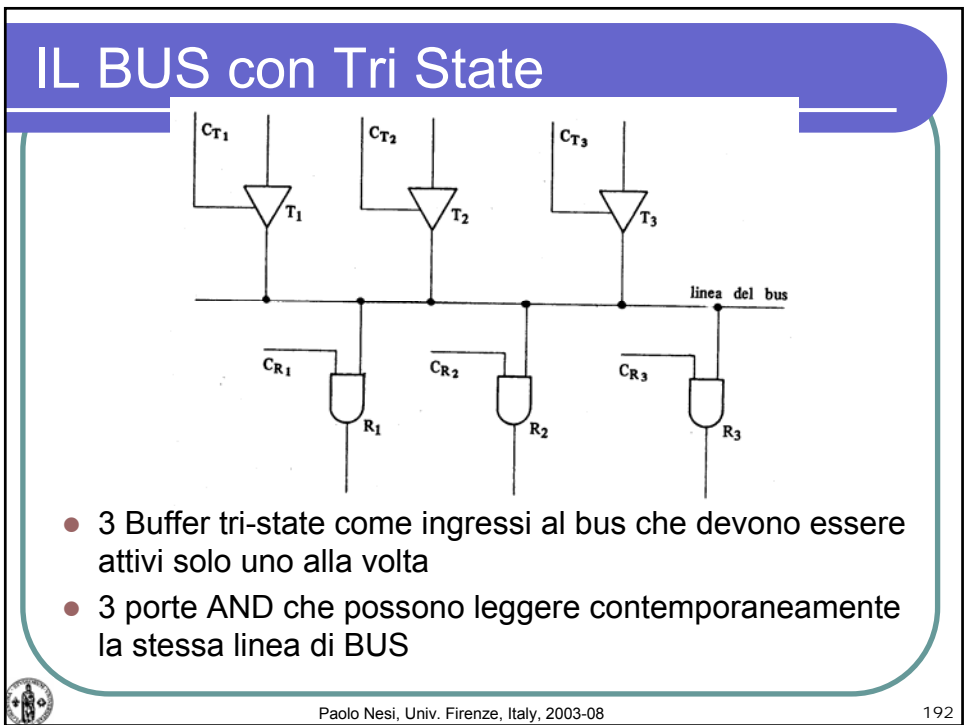 IL BUS con Tri State
CT1
CT2
CT3
T1
T2
T3
linea del bus
CR1
CR2
CR3
R1
R2
R3
● 3 Buffer tri-state come ingressi al bus che devono essere
attivi solo uno alla volta
● 3 porte AND che possono leggere contemporaneamente
la stessa linea di BUS
Paolo Nesi, Univ. Firenze, Italy, 2003-08
192